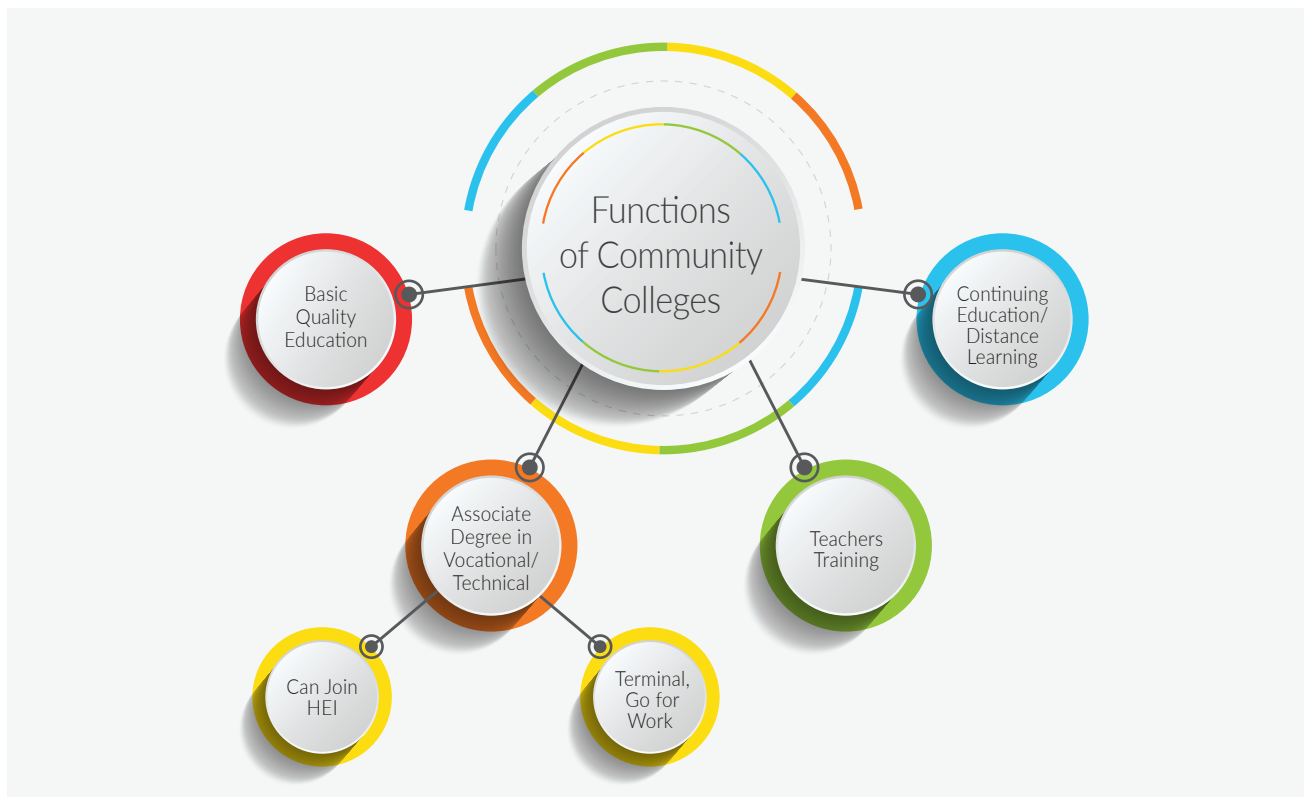 Functions
of Community
Colleges
Basic
Quality
Education
Continuing
Education/
Distance
Learning
Associate
Degree in
Vocational/
Technical
Teachers
Training
Can Join
HEI
Terminal,
Go for
Work